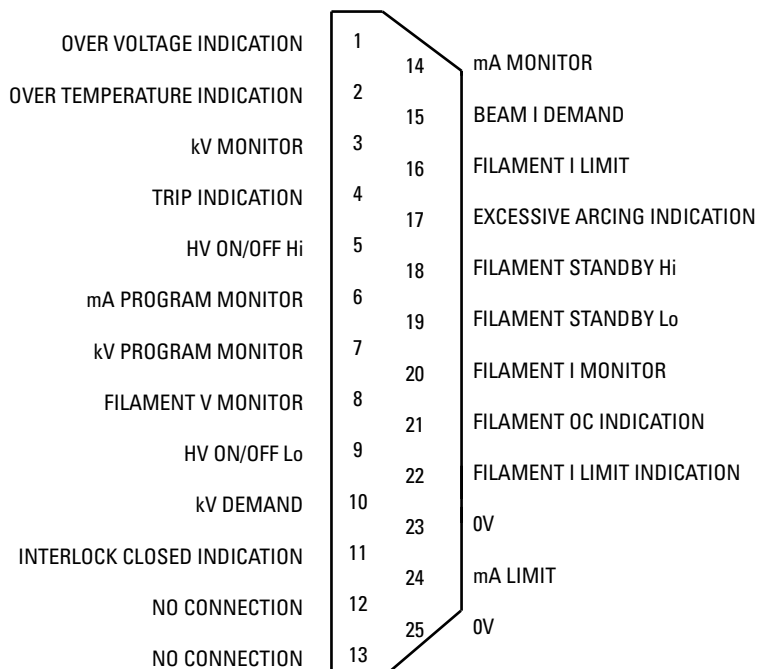 OVER VOLTAGE INDICATION 1
OVER TEMPERATURE INDICATION 2
kV MONITOR 3
TRIP INDICATION 4
HV ON/OFF Hi 5
mA PROGRAM MONITOR 6
kV PROGRAM MONITOR 7
FILAMENT V MONITOR 8
HV ON/OFF Lo 9
kV DEMAND 10
INTERLOCK CLOSED INDICATION 11
NO CONNECTION 12
NO CONNECTION 13
14 mA MONITOR
15 BEAM I DEMAND
16 FILAMENT I LIMIT
17 EXCESSIVE ARCING INDICATION
18 FILAMENT STANDBY Hi
19 FILAMENT STANDBY Lo
20 FILAMENT I MONITOR
21 FILAMENT OC INDICATION
22 FILAMENT I LIMIT INDICATION
23 0V
24 mA LIMIT
25 0V